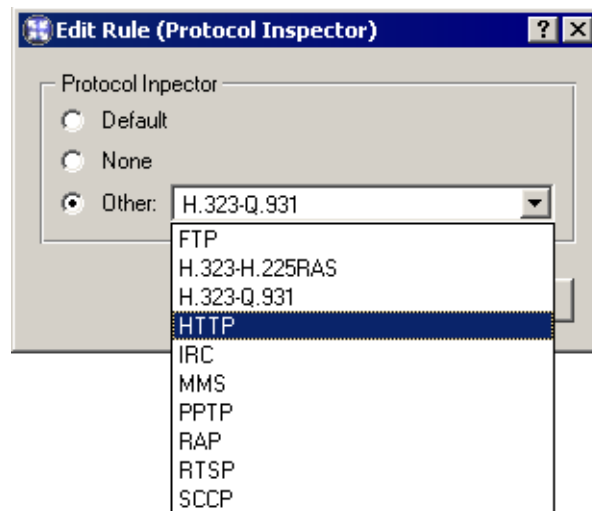 Edit Rule (Protocol Inspector)
Protocol Inpector
Default
None
Other: H.323-Q.931
FTP
H.323-H.225RAS
H.323-Q.931
HTTP
IRC
MMS
PPTP
RAP
RTSP
SCCP